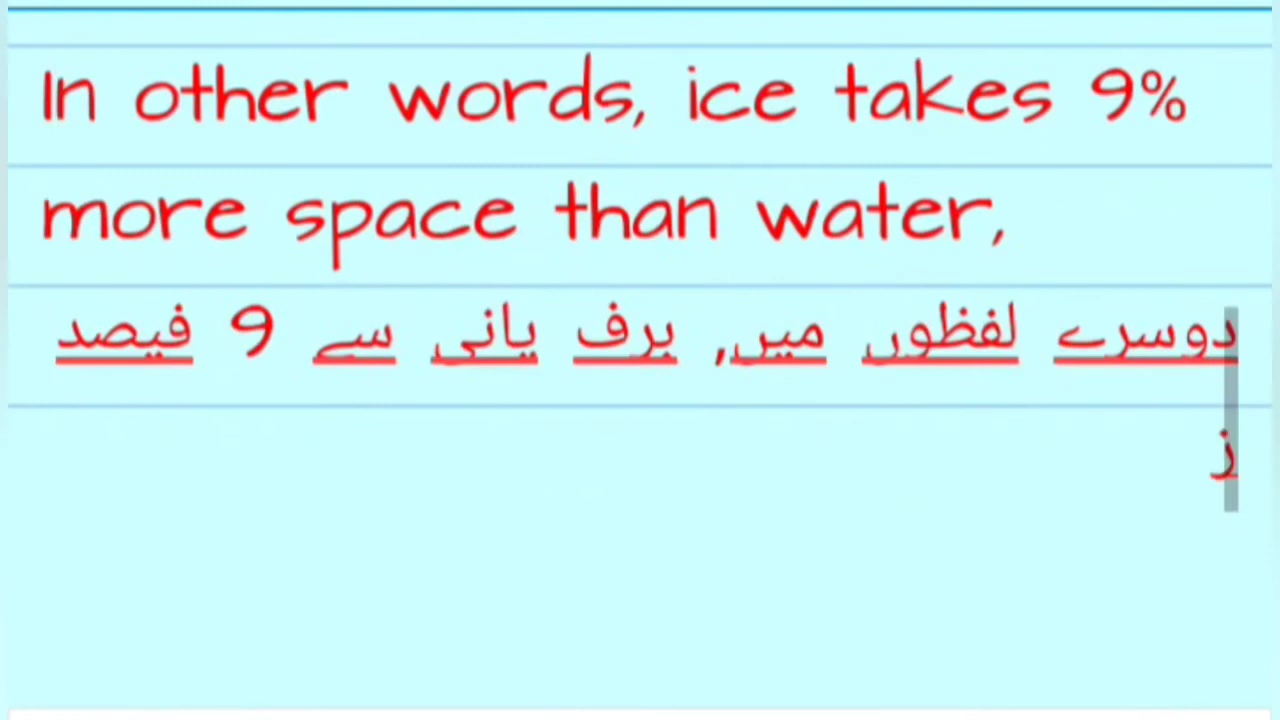 In other words, ice takes 9%
more space than water,
دوسرے لفظوں میں, برف پانی سے 9 فیصد
ز